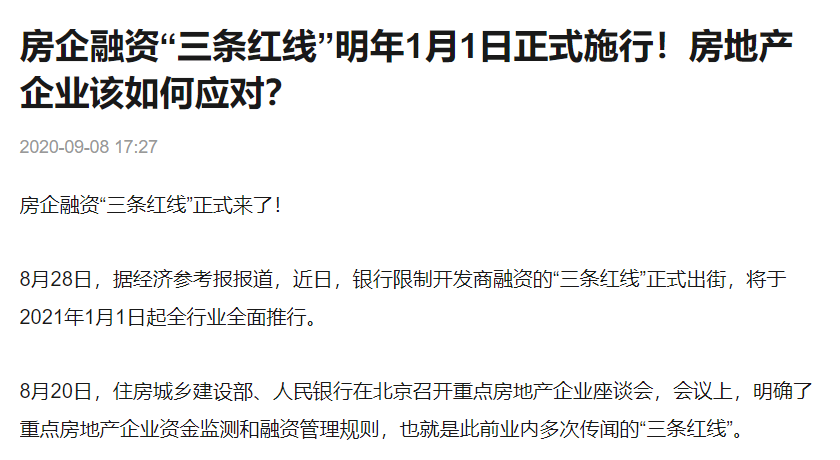 房企融资“三条红线”明年1月1日正式施行！房地产
企业该如何应对？
2020-09-08 17:27
房企融资“三条红线”正式来了！
8月28日，据经济参考报报道，近日，银行限制开发商融资的“三条红线”正式出街，将于
2021年1月1日起全行业全面推行。
8月20日，住房城乡建设部、人民银行在北京召开重点房地产企业座谈会，会议上，明确了
重点房地产企业资金监测和融资管理规则，也就是此前业内多次传闻的“三条红线”。